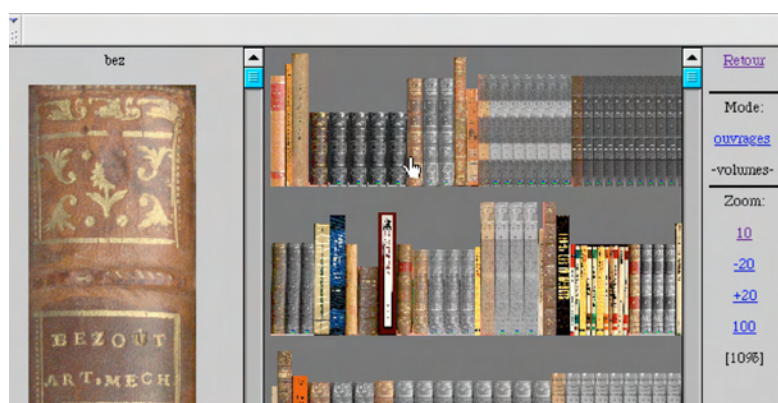 bez
BEZOUT
ART·MECH
Retour
Mode:
ouvrages
-volumes-
Zoom:
10
-20
+20
100
[10%]